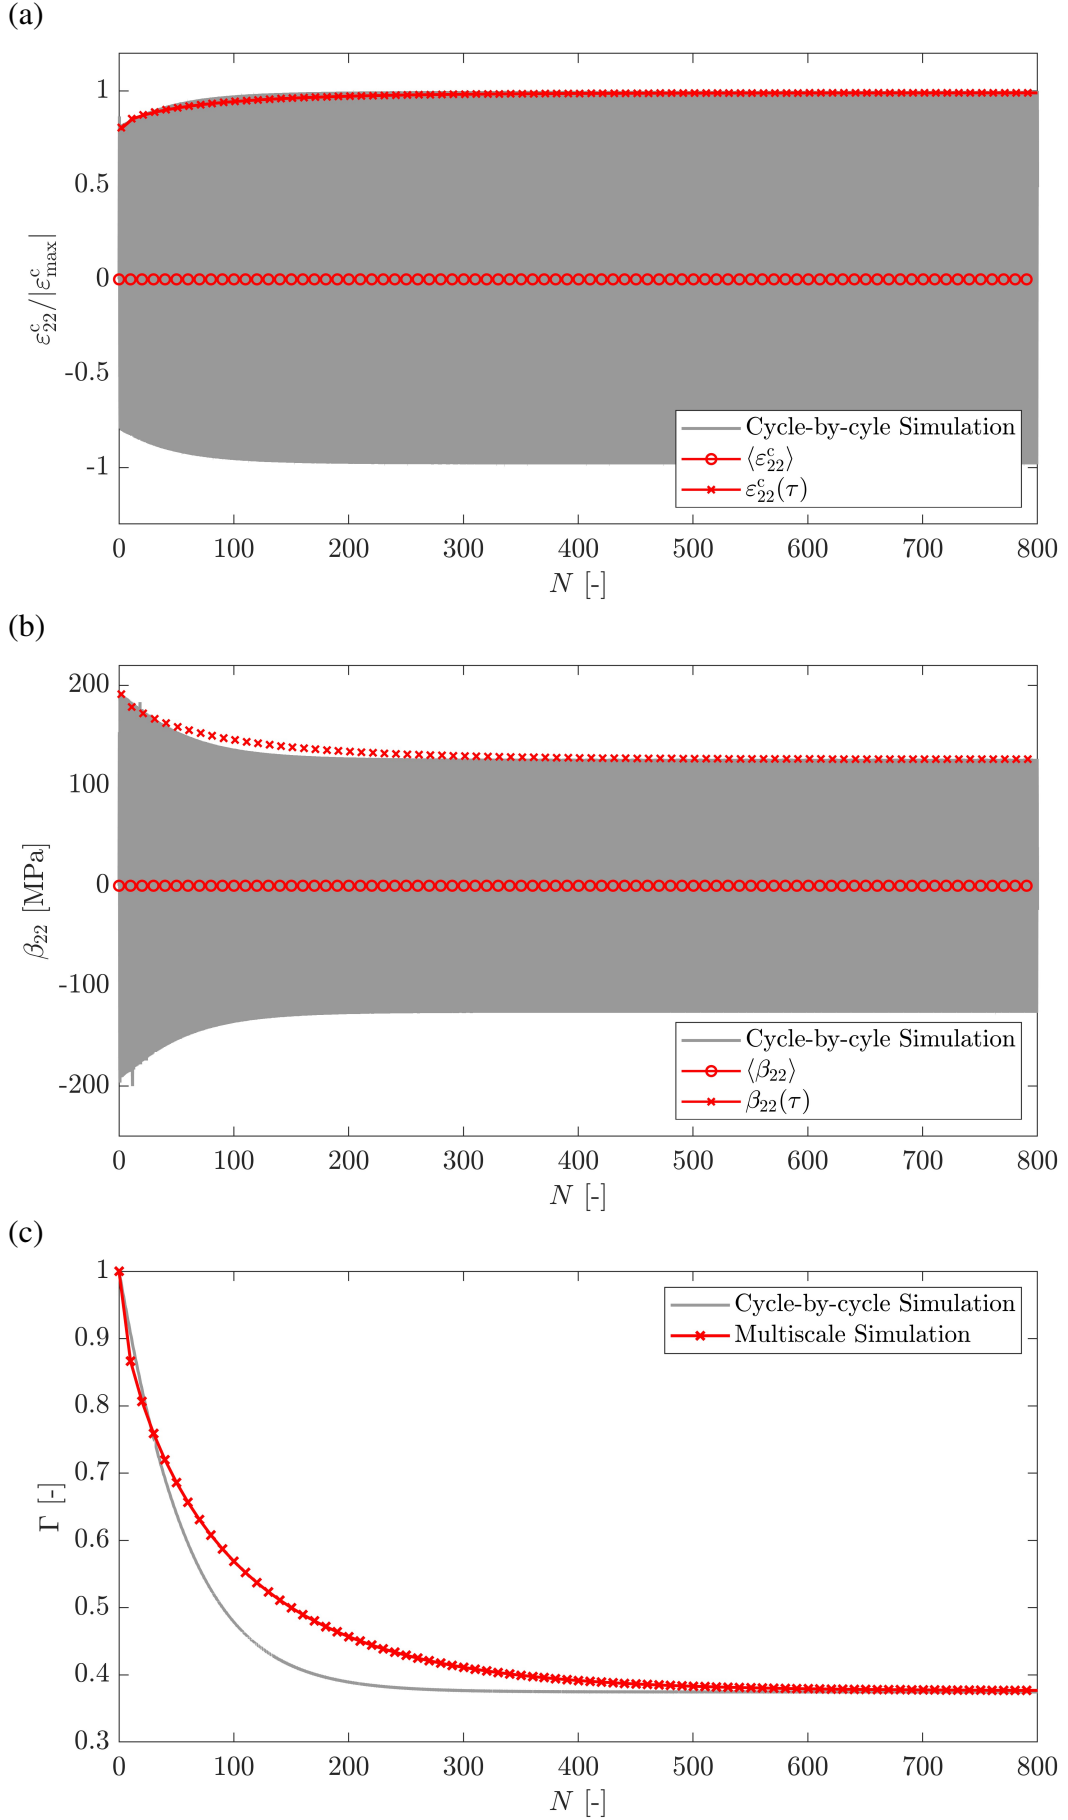 (a)
1
0.5
0
-0.5
-1
ε^c_22/|ε^c_max|
Cycle-by-cyle Simulation
⟨ε^c_22⟩
ε^c_22(τ)
0 100 200 300 400 500 600 700 800
N [-]
(b)
200
100
0
-100
-200
β_22 [MPa]
Cycle-by-cyle Simulation
⟨β_22⟩
β_22(τ)
0 100 200 300 400 500 600 700 800
N [-]
(c)
1
0.9
0.8
0.7
0.6
0.5
0.4
0.3
Γ [-]
Cycle-by-cycle Simulation
Multiscale Simulation
0 100 200 300 400 500 600 700 800
N [-]